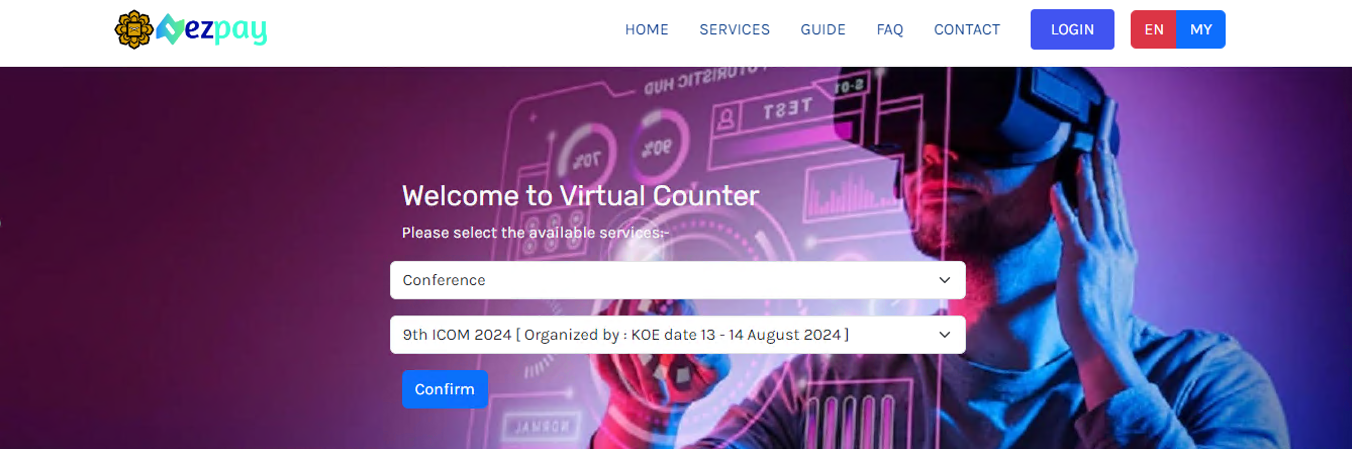 ezpay
HOME SERVICES GUIDE FAQ CONTACT LOGIN EN MY
FUTURISTIC HUD
S-01
TEST
70%
90%
Welcome to Virtual Counter
Please select the available services:-
Conference
9th ICOM 2024 [ Organized by : KOE date 13 - 14 August 2024 ]
Confirm
NORMAL